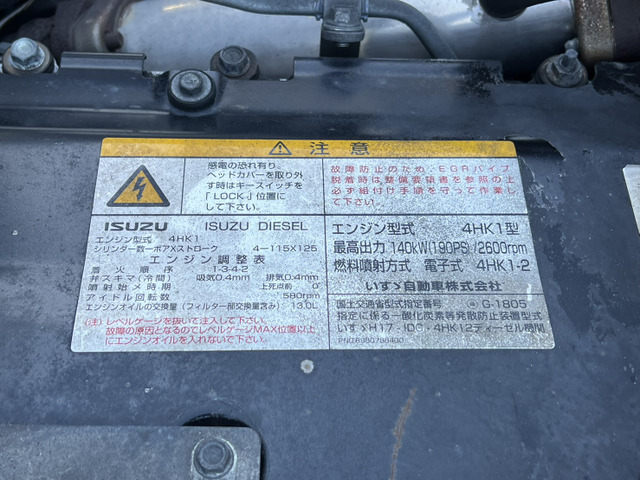 注意
感電の恐れ有り。
ヘッドカバーを取り外
す時はキースイッチを
「LOCK」位置に
して下さい。
故障防止のため、EGRパイプ
脱着時は整備要領書を参照の上
必ず組付け手順を守って作業し
て下さい。
ISUZU ISUZU DIESEL
エンジン型式 4HK1
シリンダー数-ボアXストローク 4-115X125
エンジン調整表
着火順序 1-3-4-2
弁スキマ(冷間) 吸気0.4mm 排気0.4mm
噴射始メ時期 上死点前 0°
アイドル回転数 580rpm
エンジンオイルの交換量(フィルター部交換量含み) 13.0L
(注) レベルゲージを抜いて注入して下さい。
故障の原因となるのでレベルゲージMAX位置以上
にエンジンオイルを入れないで下さい。
エンジン型式 4HK1型
最高出力 140kW(190PS)/2600rpm
燃料噴射方式 電子式 4HK1-2
いすゞ自動車株式会社
国土交通省型式指定番号 G-1805
指定に係る一酸化炭素等発散防止装置型式
いすゞH17・IDC・4HK12ディーゼル機関